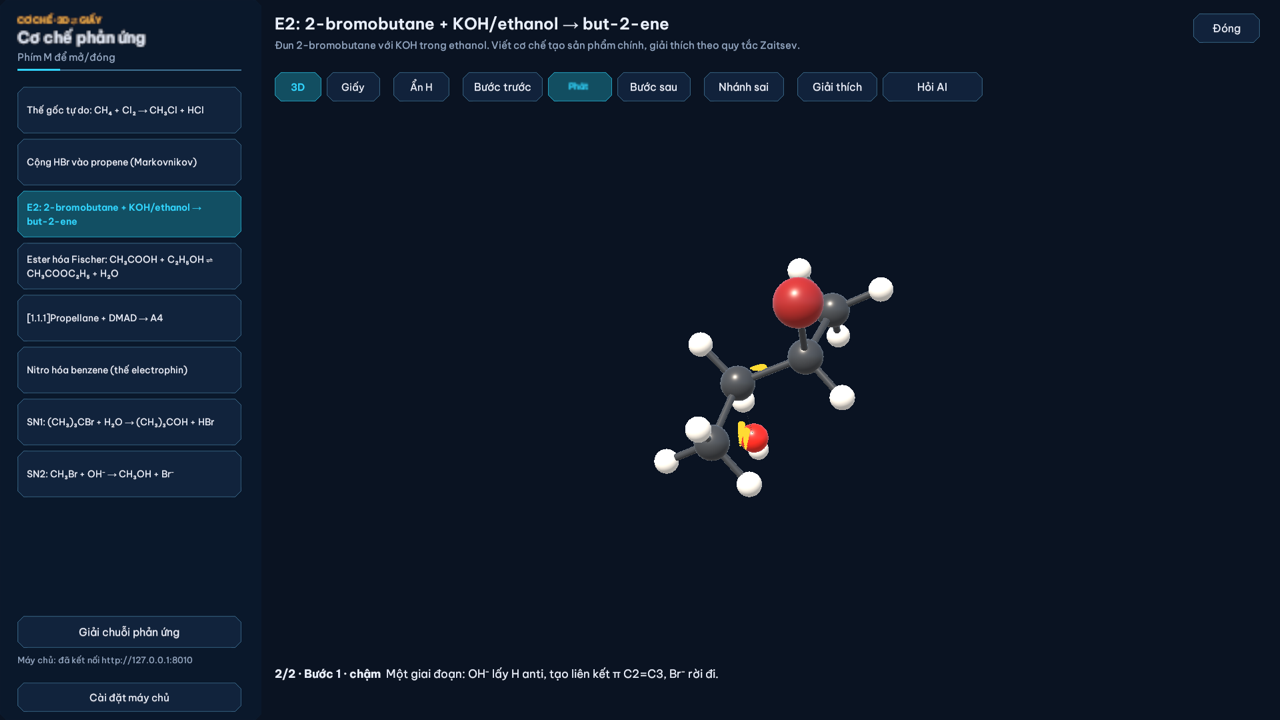 CƠ CHẾ · 3D ⇄ GIẤY
Cơ chế phản ứng
Phím M để mở/đóng
Thế gốc tự do: CH₄ + Cl₂ → CH₃Cl + HCl
Cộng HBr vào propene (Markovnikov)
E2: 2-bromobutane + KOH/ethanol →
but-2-ene
Ester hóa Fischer: CH₃COOH + C₂H₅OH ⇌
CH₃COOC₂H₅ + H₂O
[1.1.1]Propellane + DMAD → A4
Nitro hóa benzene (thế electrophin)
SN1: (CH₃)₃CBr + H₂O → (CH₃)₃COH + HBr
SN2: CH₃Br + OH⁻ → CH₃OH + Br⁻
Giải chuỗi phản ứng
Máy chủ: đã kết nối http://127.0.0.1:8010
Cài đặt máy chủ
E2: 2-bromobutane + KOH/ethanol → but-2-ene
Đun 2-bromobutane với KOH trong ethanol. Viết cơ chế tạo sản phẩm chính, giải thích theo quy tắc Zaitsev.
Đóng
3D Giấy Ẩn H Bước trước Phát Bước sau Nhánh sai Giải thích Hỏi AI
2/2 · Bước 1 · chậm Một giai đoạn: OH⁻ lấy H anti, tạo liên kết π C2=C3, Br⁻ rời đi.